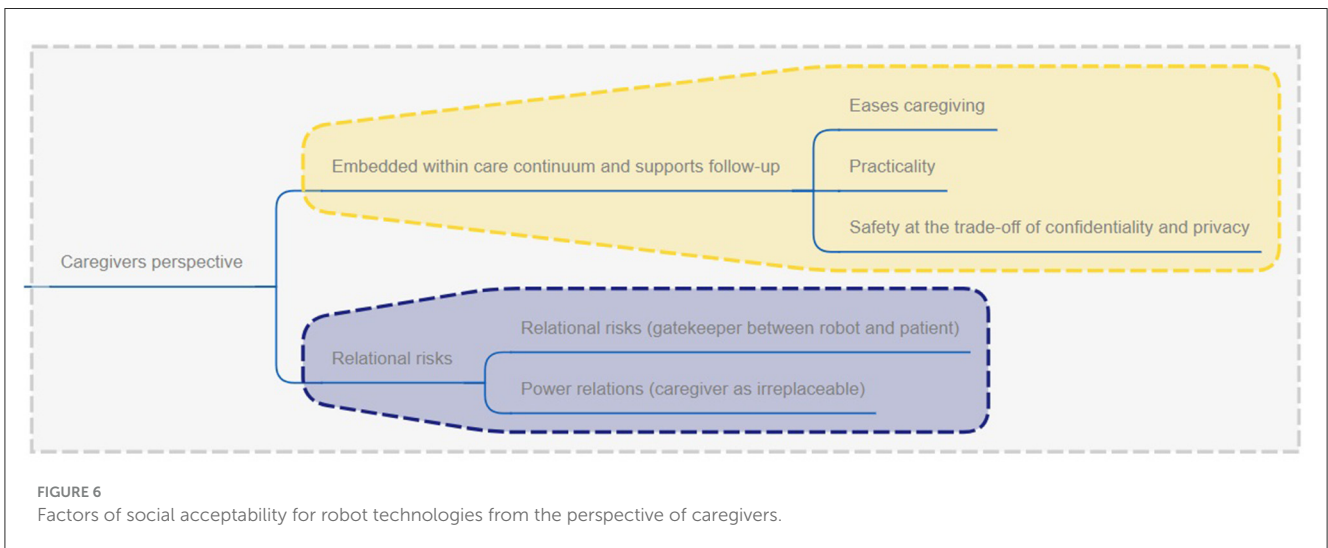 Eases caregiving
Embedded within care continuum and supports follow-up
Practicality
Safety at the trade-off of confidentiality and privacy
Caregivers perspective
Relational risks (gatekeeper between robot and patient)
Relational risks
Power relations (caregiver as irreplaceable)
FIGURE 6
Factors of social acceptability for robot technologies from the perspective of caregivers.